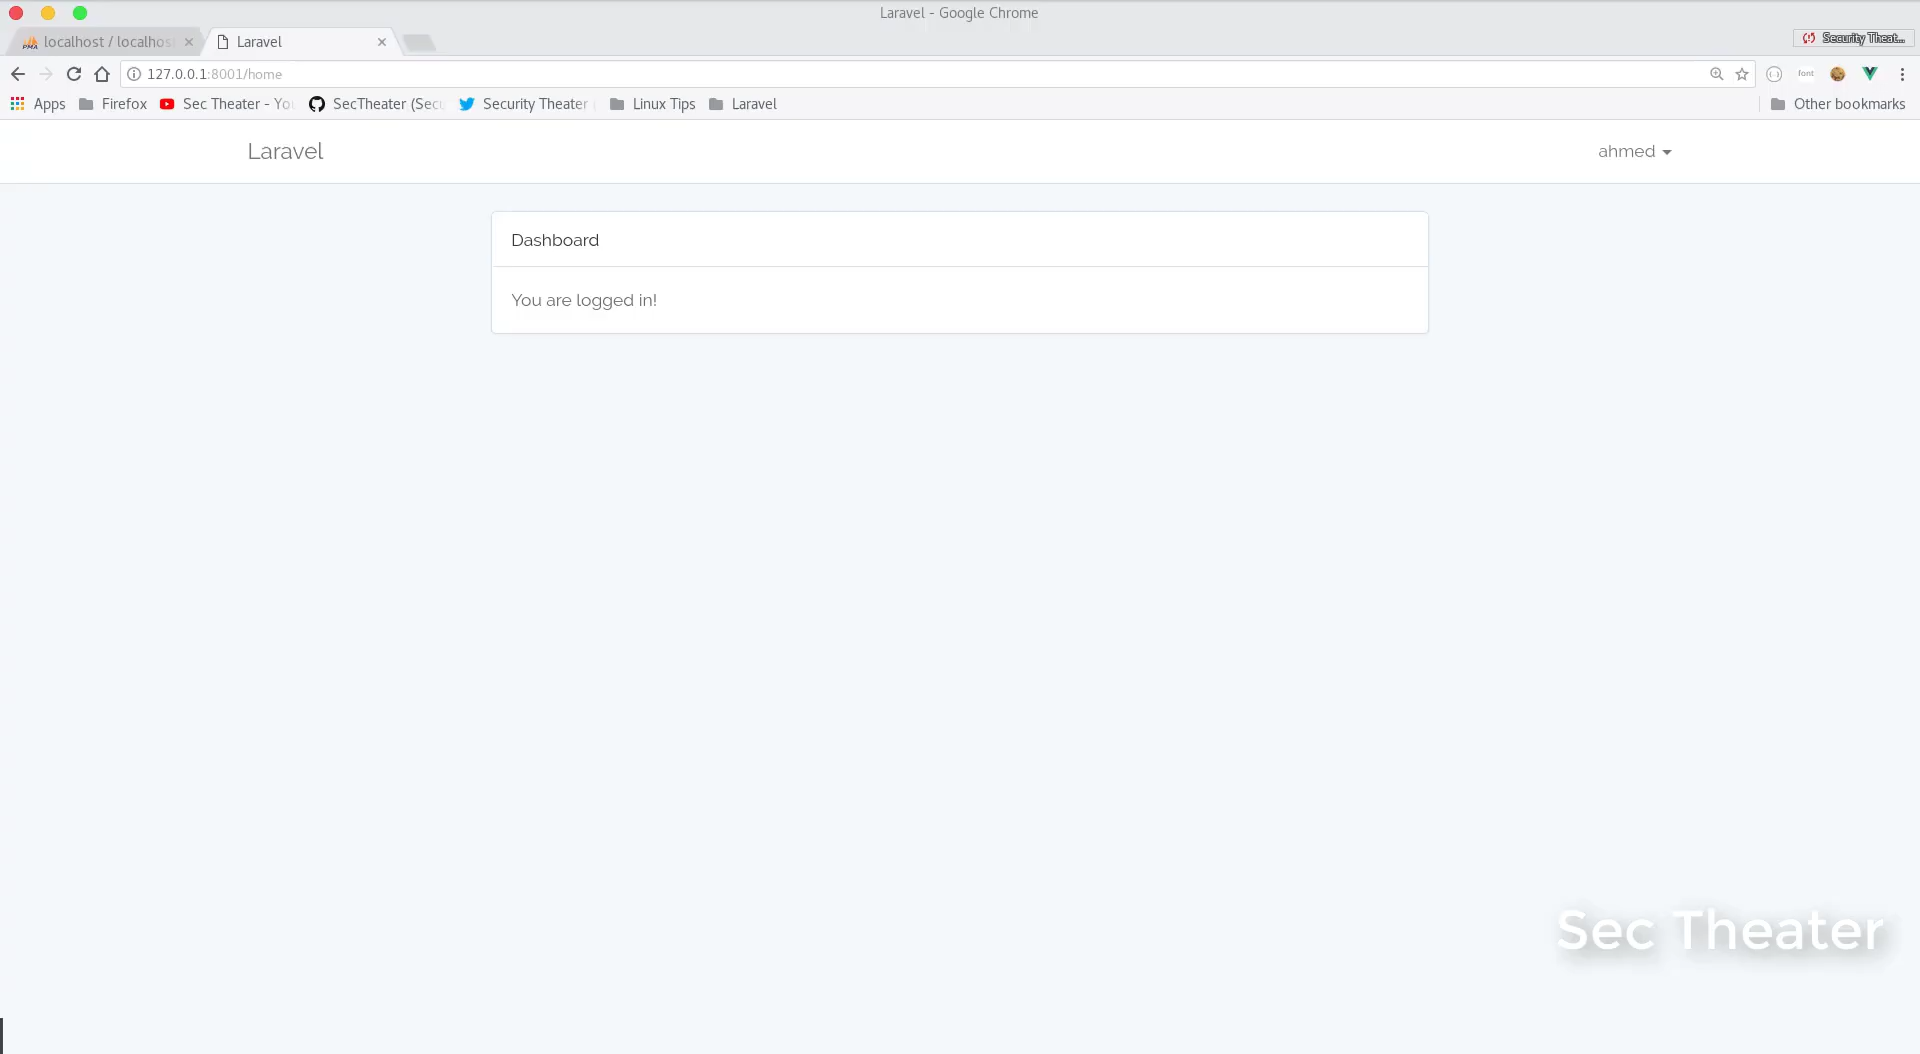 Laravel - Google Chrome
localhost / localhos
Laravel
Security Theat...
127.0.0.1:8001/home
font
Apps
Firefox
Sec Theater - Yo
SecTheater (Sec
Security Theater
Linux Tips
Laravel
Other bookmarks
Laravel
ahmed
Dashboard
You are logged in!
Sec Theater